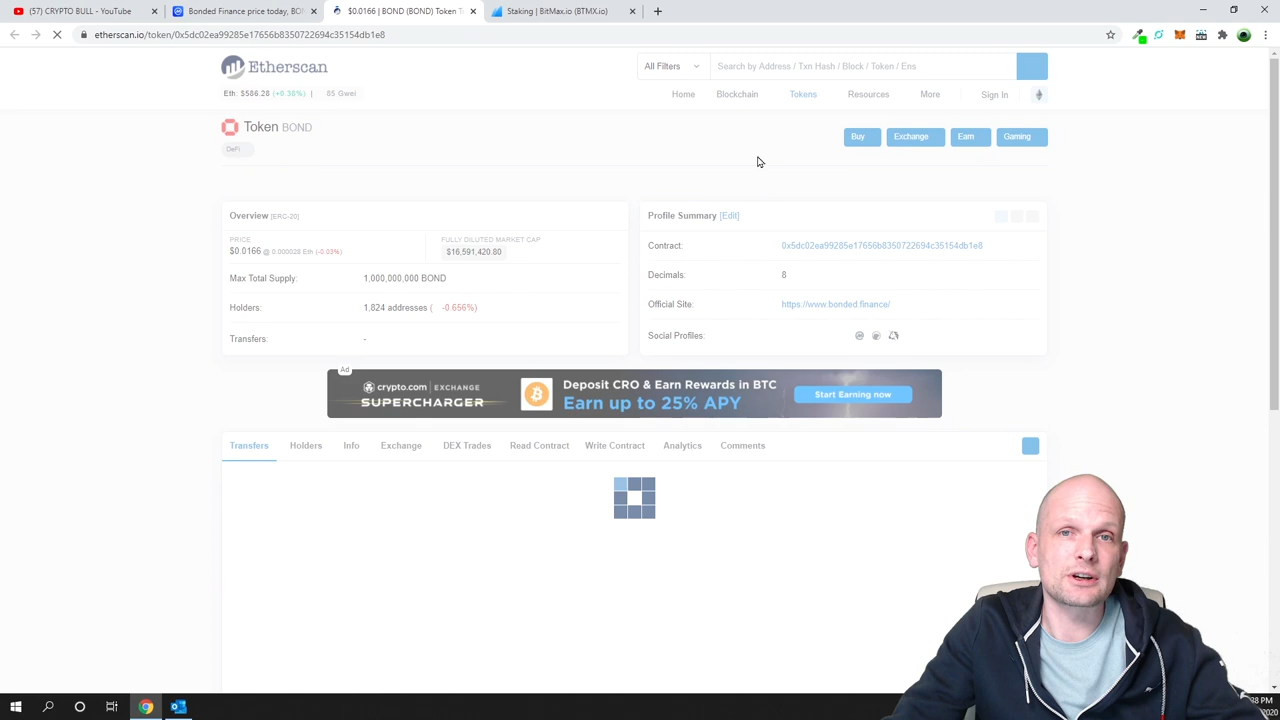 (57) CRYPTO BULL - YouTube
Bonded Finance price today, BON
$0.0166 | BOND (BOND) Token T
Staking | BitMax.io (BTMX.io)
etherscan.io/token/0x5dc02ea99285e17656b8350722694c35154db1e8
Etherscan
All Filters
Search by Address / Txn Hash / Block / Token / Ens
Eth: $586.28 (+0.38%) |
85 Gwei
Home
Blockchain
Tokens
Resources
More
Sign In
Token BOND
DeFi
Buy
Exchange
Earn
Gaming
Overview [ERC-20]
PRICE
$0.0166 @ 0.000028 Eth (-0.03%)
FULLY DILUTED MARKET CAP
$16,591,420.80
Max Total Supply:
1,000,000,000 BOND
Holders:
1,824 addresses ( -0.656%)
Transfers:
-
Profile Summary [Edit]
Contract:
0x5dc02ea99285e17656b8350722694c35154db1e8
Decimals:
8
Official Site:
https://www.bonded.finance/
Social Profiles:
Ad
crypto.com | EXCHANGE
SUPERCHARGER
Deposit CRO & Earn Rewards in BTC
Earn up to 25% APY
Start Earning now
Transfers
Holders
Info
Exchange
DEX Trades
Read Contract
Write Contract
Analytics
Comments
:38 PM
2020